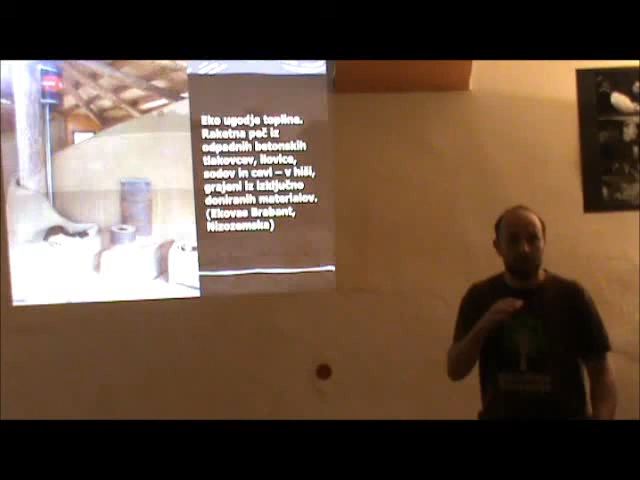 Eko ugodje topline.
Raketna peč iz
odpadnih betonskih
tlakovcev, ilovice,
sodov in cevi – v hiši,
grajeni iz izključno
doniranih materialov.
(Ekovas Brabant,
Nizozemska)